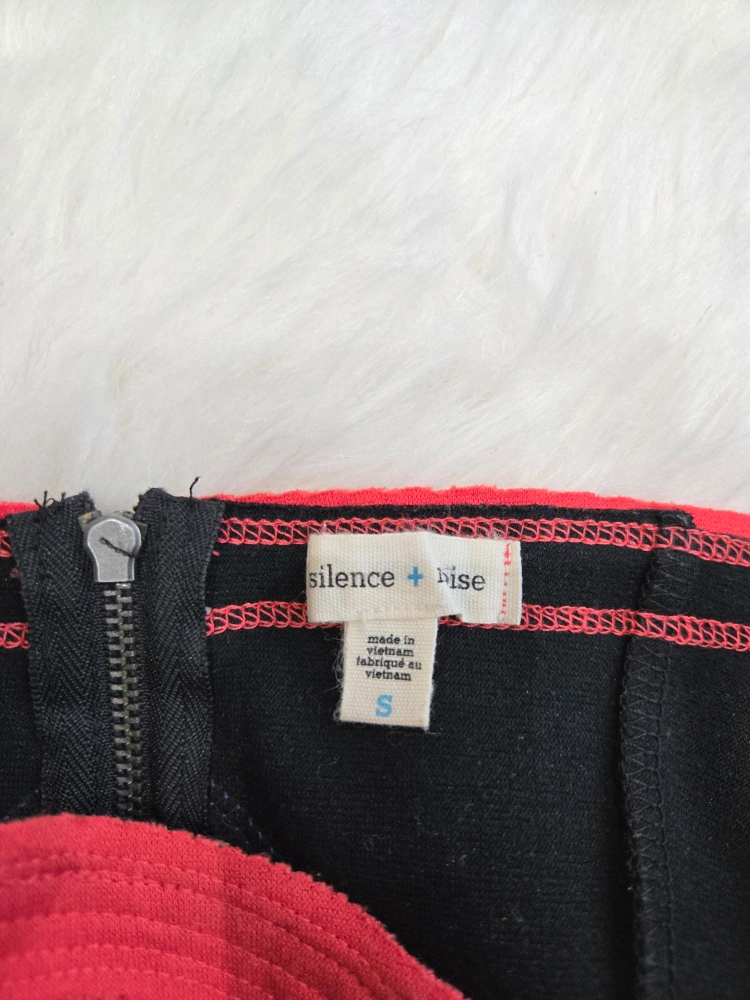 silence + noise
made in
vietnam
fabriqué au
vietnam
S